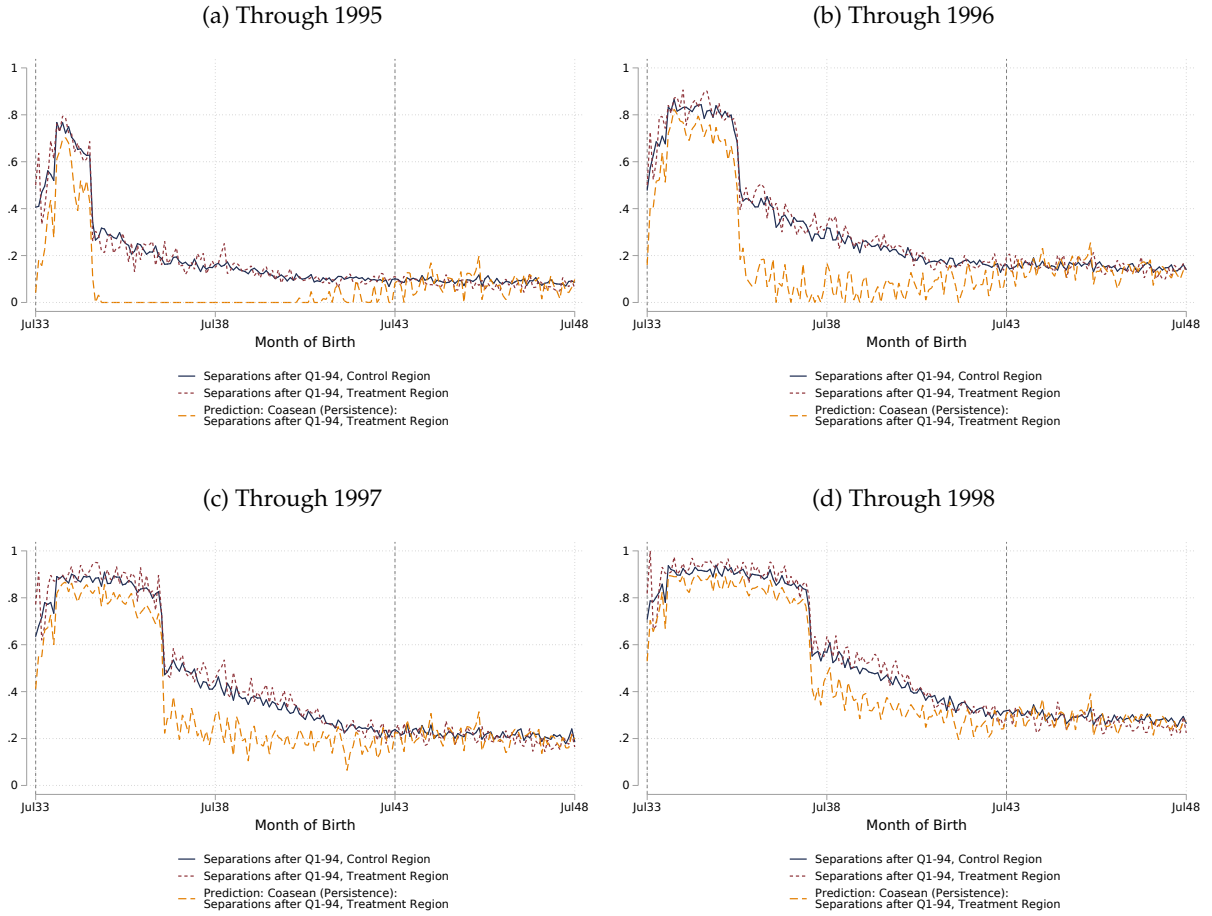 (a) Through 1995
1
.8
.6
.4
.2
0
Jul33
Jul38
Jul43
Jul48
Month of Birth
Separations after Q1-94, Control Region
Separations after Q1-94, Treatment Region
Prediction: Coasean (Persistence):
Separations after Q1-94, Treatment Region
(b) Through 1996
1
.8
.6
.4
.2
0
Jul33
Jul38
Jul43
Jul48
Month of Birth
Separations after Q1-94, Control Region
Separations after Q1-94, Treatment Region
Prediction: Coasean (Persistence):
Separations after Q1-94, Treatment Region
(c) Through 1997
1
.8
.6
.4
.2
0
Jul33
Jul38
Jul43
Jul48
Month of Birth
Separations after Q1-94, Control Region
Separations after Q1-94, Treatment Region
Prediction: Coasean (Persistence):
Separations after Q1-94, Treatment Region
(d) Through 1998
1
.8
.6
.4
.2
0
Jul33
Jul38
Jul43
Jul48
Month of Birth
Separations after Q1-94, Control Region
Separations after Q1-94, Treatment Region
Prediction: Coasean (Persistence):
Separations after Q1-94, Treatment Region